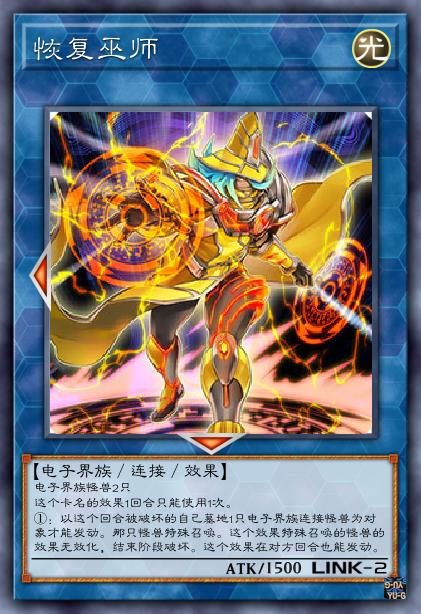 恢复巫师
光
【电子界族／连接／效果】
电子界族怪兽2只
这个卡名的效果1回合只能使用1次。
①：以这个回合被破坏的自己墓地1只电子界族连接怪兽为对
象才能发动。那只怪兽特殊召唤。这个效果特殊召唤的怪兽的
效果无效化，结束阶段破坏。这个效果在对方回合也能发动。
ATK/1500 LINK-2